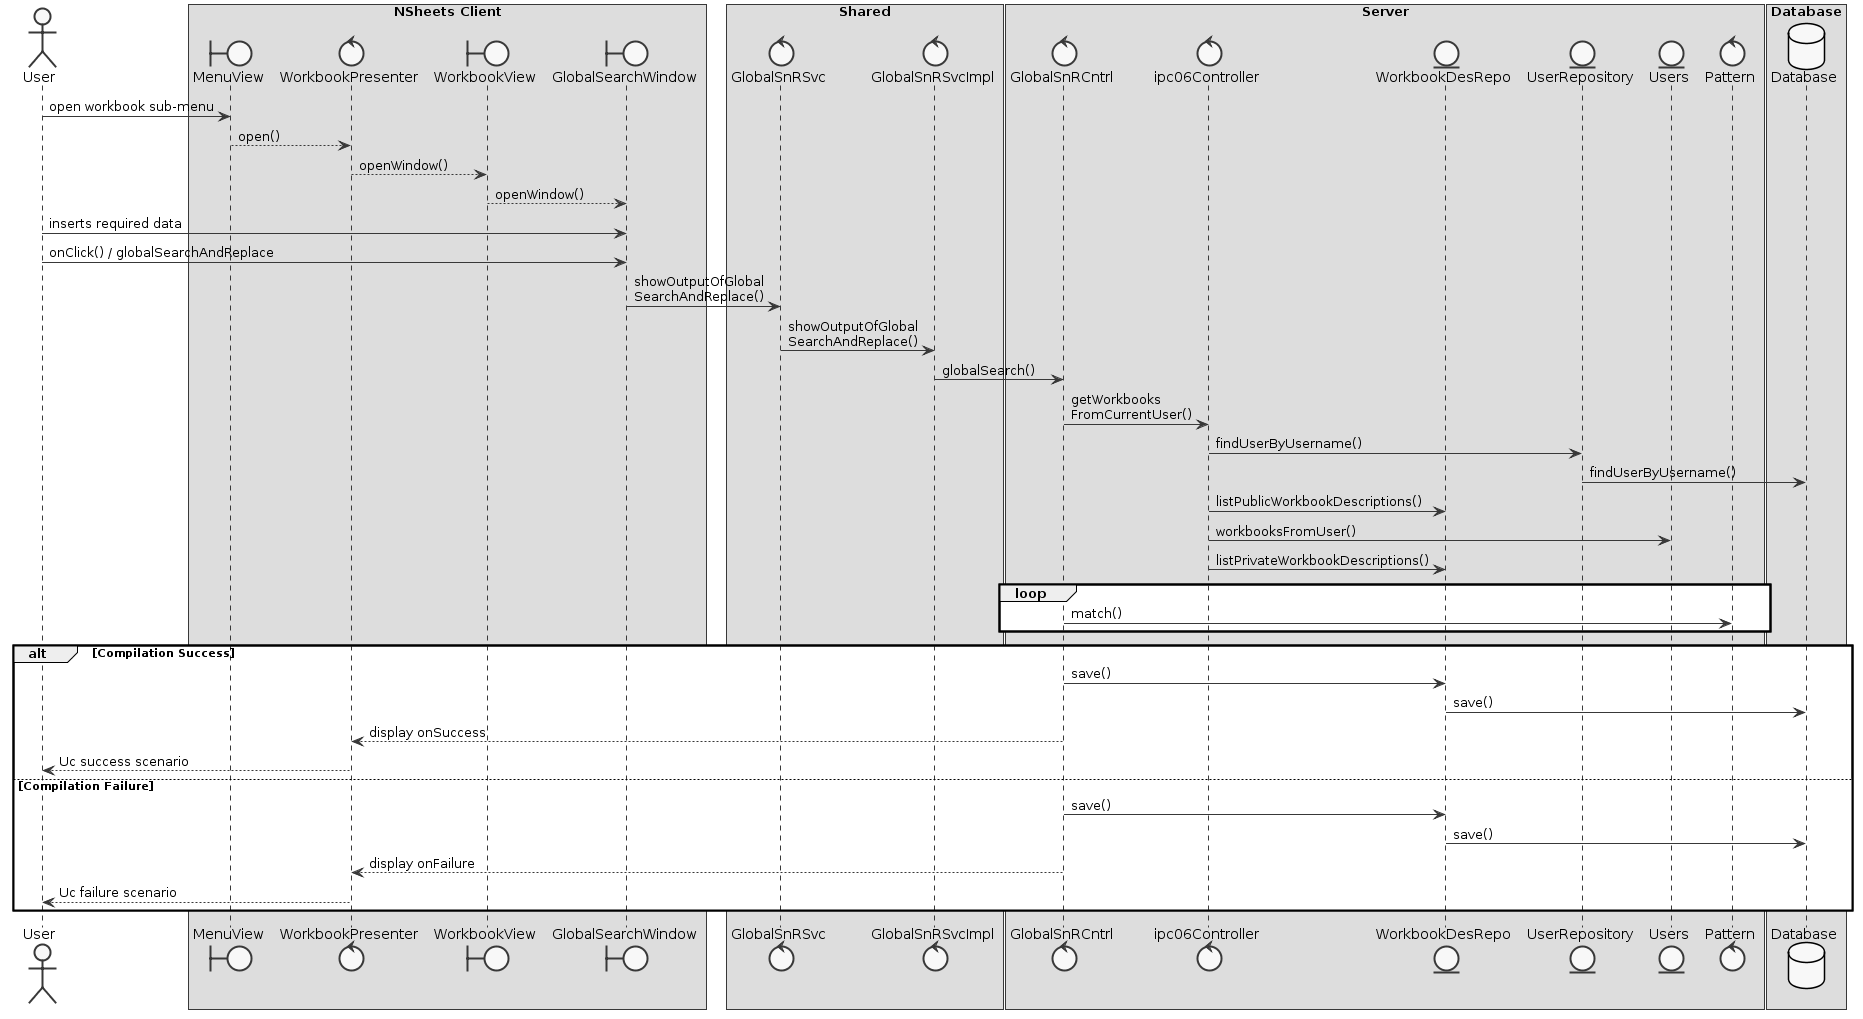 NSheets Client
Shared
Server
Database
User
MenuView
WorkbookPresenter
WorkbookView
GlobalSearchWindow
GlobalSnRSvc
GlobalSnRSvcImpl
GlobalSnRCntrl
ipc06Controller
WorkbookDesRepo
UserRepository
Users
Pattern
Database
open workbook sub-menu
open()
openWindow()
openWindow()
inserts required data
onClick() / globalSearchAndReplace
showOutputOfGlobal
SearchAndReplace()
showOutputOfGlobal
SearchAndReplace()
globalSearch()
getWorkbooks
FromCurrentUser()
findUserByUsername()
findUserByUsername()
listPublicWorkbookDescriptions()
workbooksFromUser()
listPrivateWorkbookDescriptions()
loop
match()
alt
[Compilation Success]
save()
save()
display onSuccess
Uc success scenario
[Compilation Failure]
save()
save()
display onFailure
Uc failure scenario
User
MenuView
WorkbookPresenter
WorkbookView
GlobalSearchWindow
GlobalSnRSvc
GlobalSnRSvcImpl
GlobalSnRCntrl
ipc06Controller
WorkbookDesRepo
UserRepository
Users
Pattern
Database